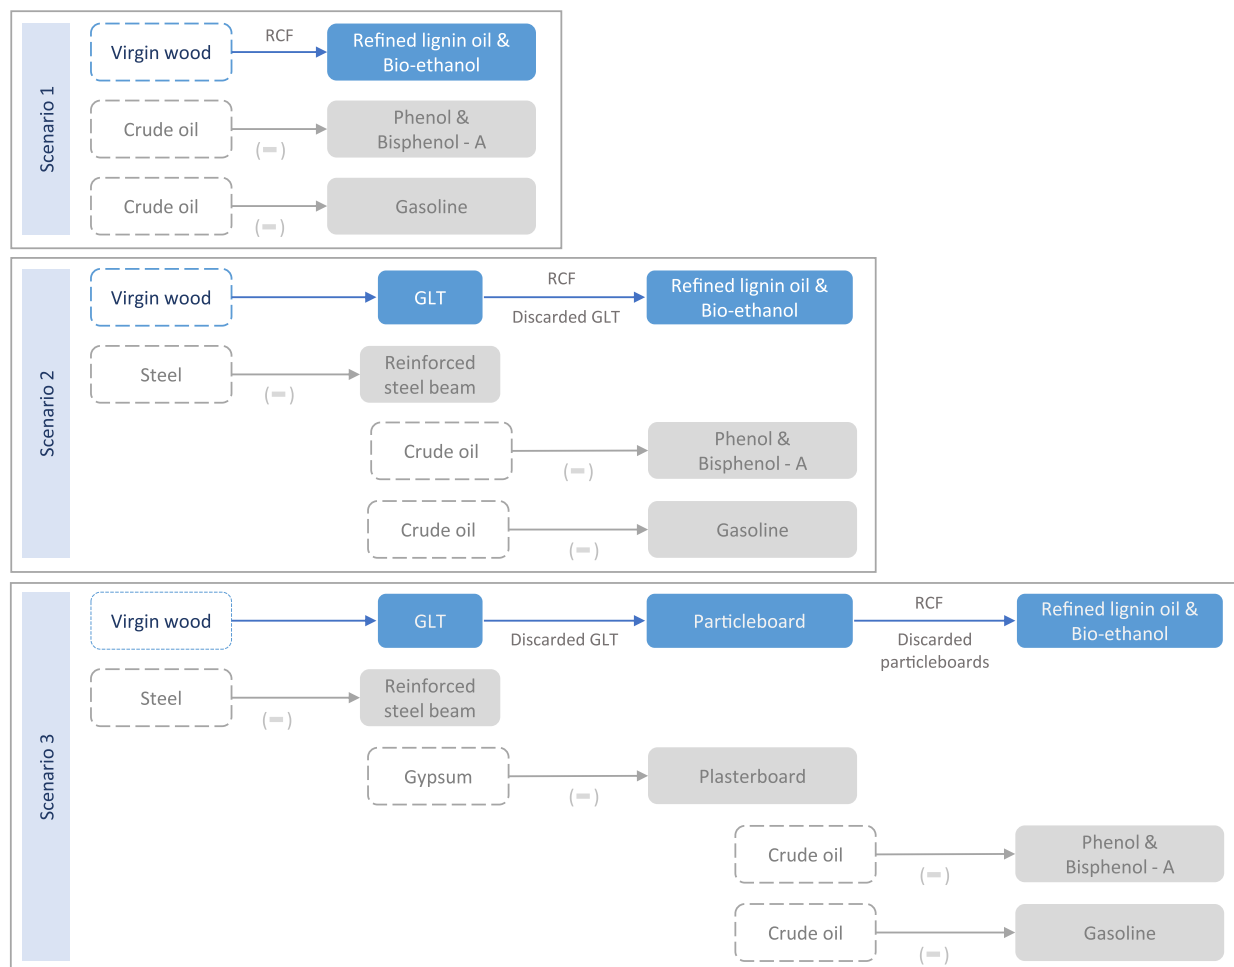 Scenario 1
Virgin wood
RCF
Refined lignin oil &
Bio-ethanol
Crude oil
(-)
Phenol &
Bisphenol - A
Crude oil
(-)
Gasoline
Scenario 2
Virgin wood
GLT
RCF
Discarded GLT
Refined lignin oil &
Bio-ethanol
Steel
(-)
Reinforced
steel beam
Crude oil
(-)
Phenol &
Bisphenol - A
Crude oil
(-)
Gasoline
Scenario 3
Virgin wood
GLT
Discarded GLT
Particleboard
RCF
Discarded
particleboards
Refined lignin oil &
Bio-ethanol
Steel
(-)
Reinforced
steel beam
Gypsum
(-)
Plasterboard
Crude oil
(-)
Phenol &
Bisphenol - A
Crude oil
(-)
Gasoline